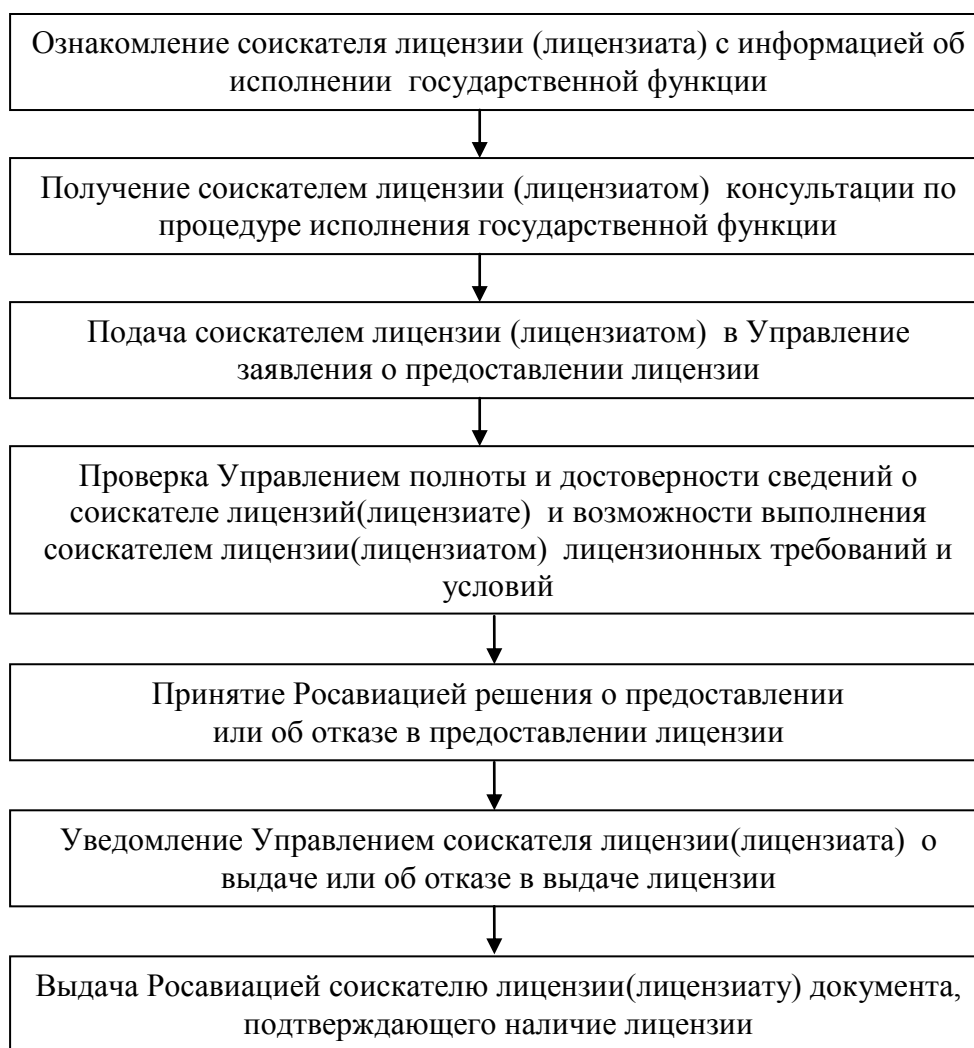 Ознакомление соискателя лицензии (лицензиата) с информацией об
исполнении государственной функции
Получение соискателем лицензии (лицензиатом) консультации по
процедуре исполнения государственной функции
Подача соискателем лицензии (лицензиатом) в Управление
заявления о предоставлении лицензии
Проверка Управлением полноты и достоверности сведений о
соискателе лицензий(лицензиате) и возможности выполнения
соискателем лицензии(лицензиатом) лицензионных требований и
условий
Принятие Росавиацией решения о предоставлении
или об отказе в предоставлении лицензии
Уведомление Управлением соискателя лицензии(лицензиата) о
выдаче или об отказе в выдаче лицензии
Выдача Росавиацией соискателю лицензии(лицензиату) документа,
подтверждающего наличие лицензии